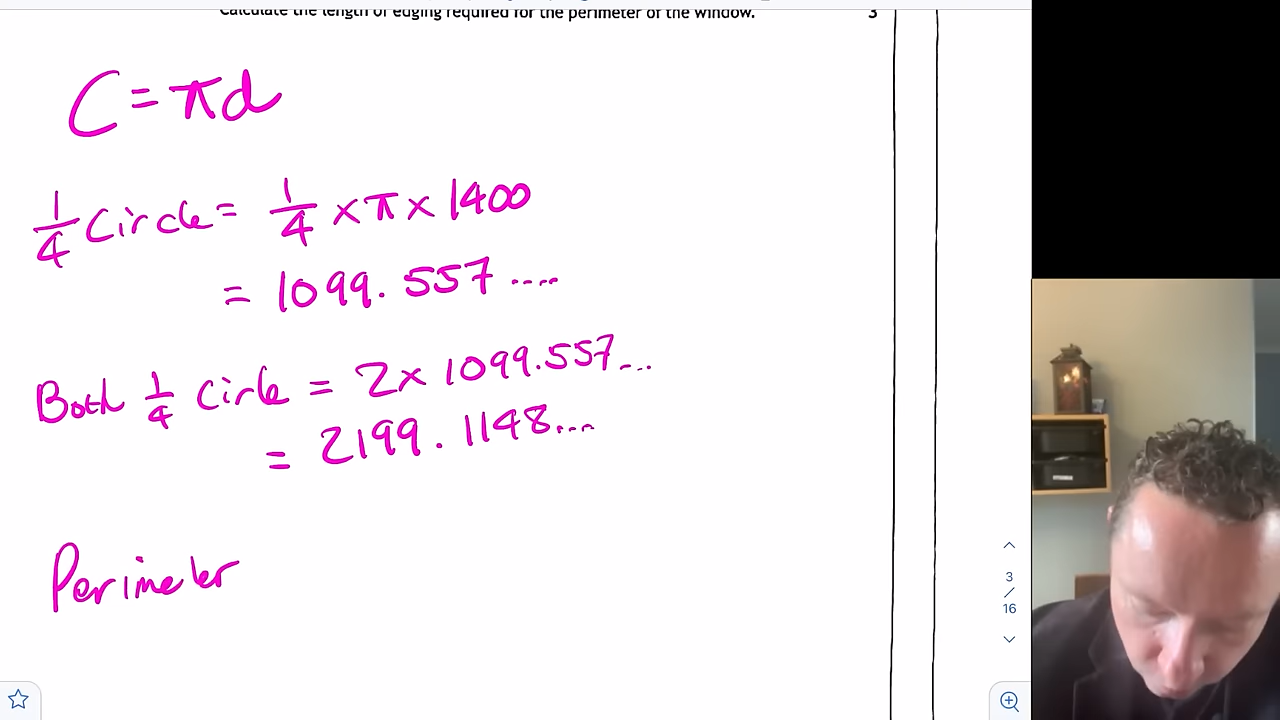 Calculate the length of edging required for the perimeter of the window. 3
C = πd
1/4 Circle = 1/4 × π × 1400
= 1099.557....
Both 1/4 Circle = 2 × 1099.557...
= 2199.1148...
Perimeter
3
/
16